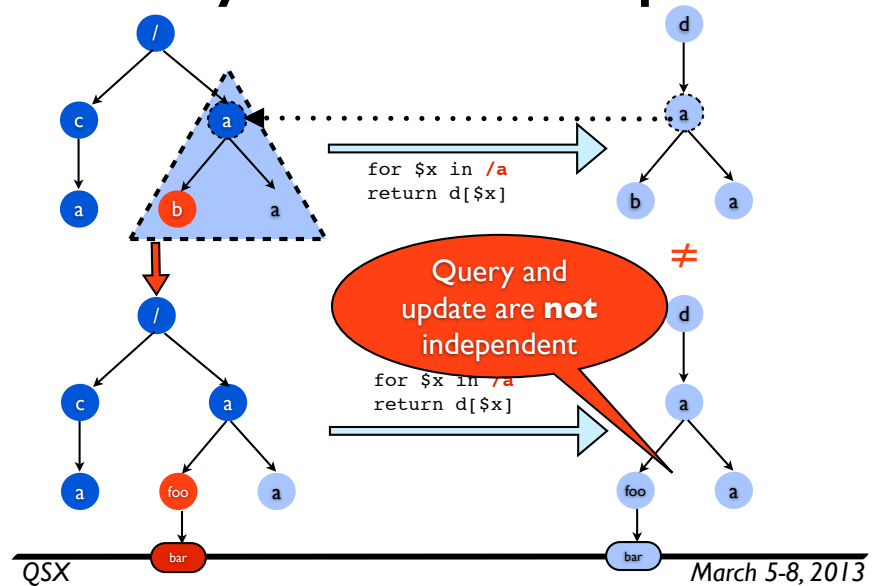 /
d
c
a
a
for $x in /a
return d[$x]
a
b
a
b
a
≠
Query and
update are not
independent
/
d
for $x in /a
return d[$x]
c
a
a
a
foo
a
foo
a
bar
bar
QSX
March 5-8, 2013